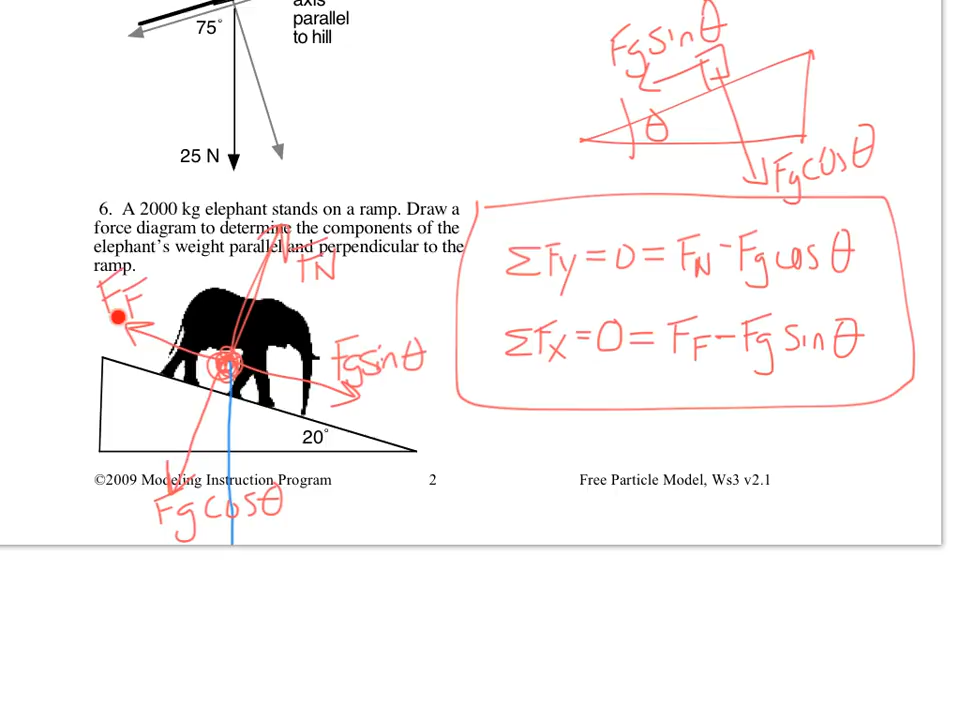 axis
parallel
to hill
75°
25 N
Fg sin θ
θ
Fg cos θ
6. A 2000 kg elephant stands on a ramp. Draw a
force diagram to determine the components of the
elephant's weight parallel and perpendicular to the
ramp.
FN
FF
Fg sin θ
20°
Fg cos θ
ΣFy = 0 = FN - Fg cos θ
ΣFx = 0 = FF - Fg sin θ
©2009 Modeling Instruction Program
2
Free Particle Model, Ws3 v2.1